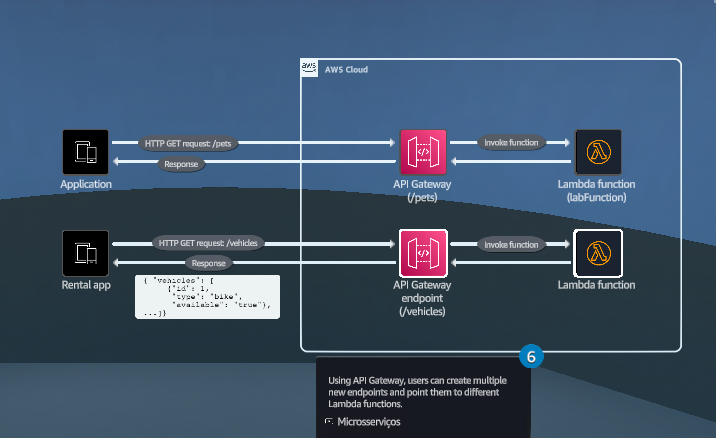 aws
AWS Cloud
HTTP GET request: /pets
Invoke function
Response
Application
API Gateway
(/pets)
Lambda function
(labFunction)
HTTP GET request: /vehicles
Invoke function
Response
Rental app
API Gateway
endpoint
(/vehicles)
Lambda function
{ "vehicles": [
{"id": 1,
"type": "bike",
"available": "true"},
...]}
6
Using API Gateway, users can create multiple
new endpoints and point them to different
Lambda functions.
Microsserviços